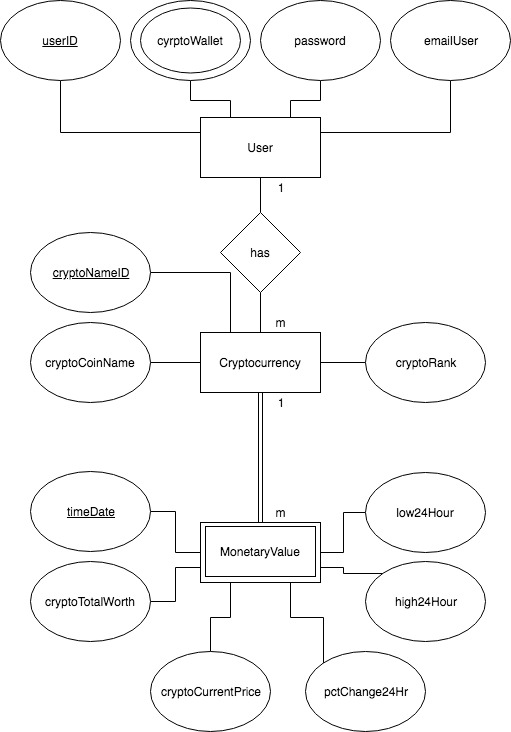 userID
cyrptoWallet
password
emailUser
User
1
has
cryptoNameID
m
cryptoCoinName
Cryptocurrency
cryptoRank
1
timeDate
m
low24Hour
MonetaryValue
cryptoTotalWorth
high24Hour
cryptoCurrentPrice
pctChange24Hr